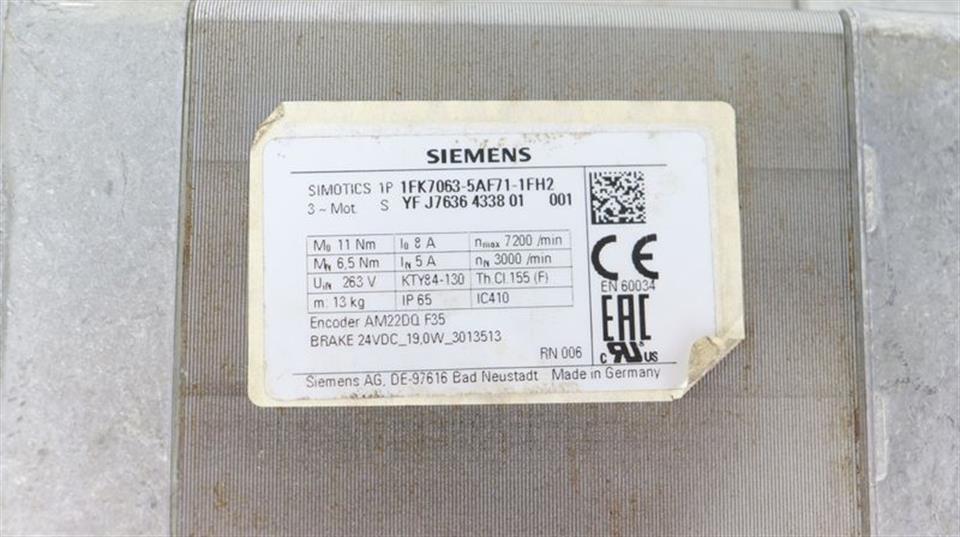 SIEMENS
SIMOTICS 1P 1FK7063-5AF71-1FH2
3 ~ Mot. S YF J7636 4338 01 001
M0 11 Nm I0 8 A nmax 7200 /min
MN 6,5 Nm IN 5 A nN 3000 /min
UiN 263 V KTY84-130 Th.Cl.155 (F)
m: 13 kg IP 65 IC410
Encoder AM22DQ F35
BRAKE 24VDC_19,0W_3013513
RN 006
CE
EN 60034
EAC
c RU US
Siemens AG, DE-97616 Bad Neustadt Made in Germany